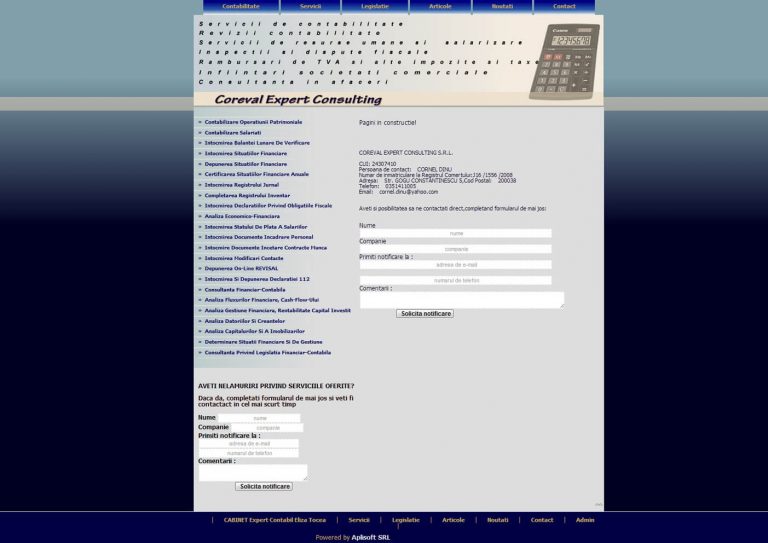 Contabilitate Servicii Legislatie Articole Noutati Contact
Servicii de contabilitate
Revizii contabilitate
Servicii de resurse umane si salarizare
Inspectii si dispute fiscale
Rambursari de TVA si alte impozite si taxe
Infiintari societati comerciale
Consultanta in afaceri
Canon
Coreval Expert Consulting
» Contabilizare Operatiunii Patrimoniale
» Contabilizare Salariati
» Intocmirea Balantei Lunare De Verificare
» Intocmirea Situatiilor Financiare
» Depunerea Situatiilor Financiare
» Certificarea Situatiilor Financiare Anuale
» Intocmirea Registrului Jurnal
» Completarea Registrului Inventar
» Intocmirea Declaratiilor Privind Obligatiile Fiscale
» Analiza Economico-Financiara
» Intocmirea Statului De Plata A Salariilor
» Intocmirea Documente Incadrare Personal
» Intocmire Documente Incetare Contracte Munca
» Intocmirea Modificari Contacte
» Depunerea On-Line REVISAL
» Intocmirea Si Depunerea Declaratiei 112
» Consultanta Financiar-Contabila
» Analiza Fluxurilor Financiare, Cash-Flow-Ului
» Analiza Gestiune Financiara, Rentabilitate Capital Investit
» Analiza Datoriilor Si Creantelor
» Analiza Capitalurilor Si A Imobilizarilor
» Determinare Situatii Financiare Si De Gestiune
» Consultanta Privind Legislatia Financiar-Contabila
Pagini in constructie!
COREVAL EXPERT CONSULTING S.R.L.
CUI: 24307410
Persoana de contact: CORNEL DINU
Numar de inmatriculare la Registrul Comertului:J16 /1556 /2008
Adresa: Str. GOGU CONSTANTINESCU 5,Cod Postal: 200038
Telefon: 0351411005
Email: cornel.dinu@yahoo.com
Aveti si posibilitatea sa ne contactati direct,completand formularul de mai jos:
Nume
nume
Companie
companie
Primiti notificare la :
adresa de e-mail
numarul de telefon
Comentarii :
Solicita notificare
AVETI NELAMURIRI PRIVIND SERVICIILE OFERITE?
Daca da, completati formularul de mai jos si veti fi
contactact in cel mai scurt timp
Nume nume
Companie companie
Primiti notificare la :
adresa de e-mail
numarul de telefon
Comentarii :
Solicita notificare
| CABINET Expert Contabil Eliza Tocea | Servicii | Legislatie | Articole | Noutati | Contact | Admin
|
Powered by Aplisoft SRL